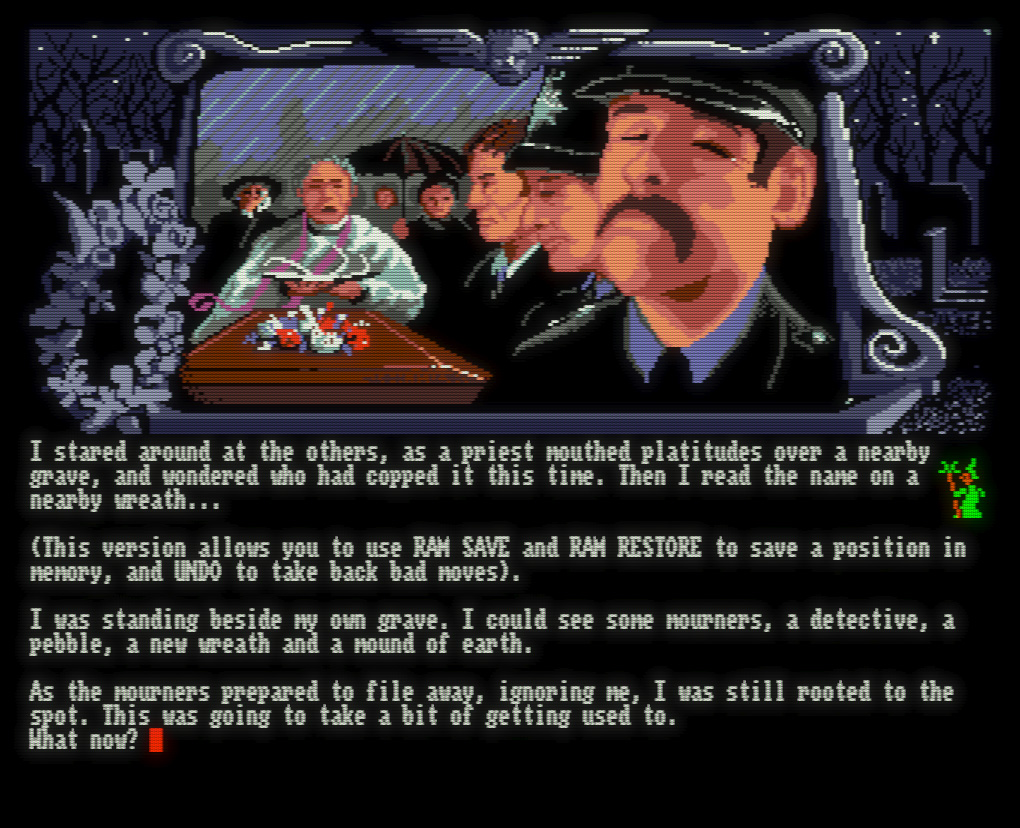 I stared around at the others, as a priest mouthed platitudes over a nearby
grave, and wondered who had copped it this time. Then I read the name on a
nearby wreath...
(This version allows you to use RAM SAVE and RAM RESTORE to save a position in
memory, and UNDO to take back bad moves).
I was standing beside my own grave. I could see some mourners, a detective, a
pebble, a new wreath and a mound of earth.
As the mourners prepared to file away, ignoring me, I was still rooted to the
spot. This was going to take a bit of getting used to.
What now?